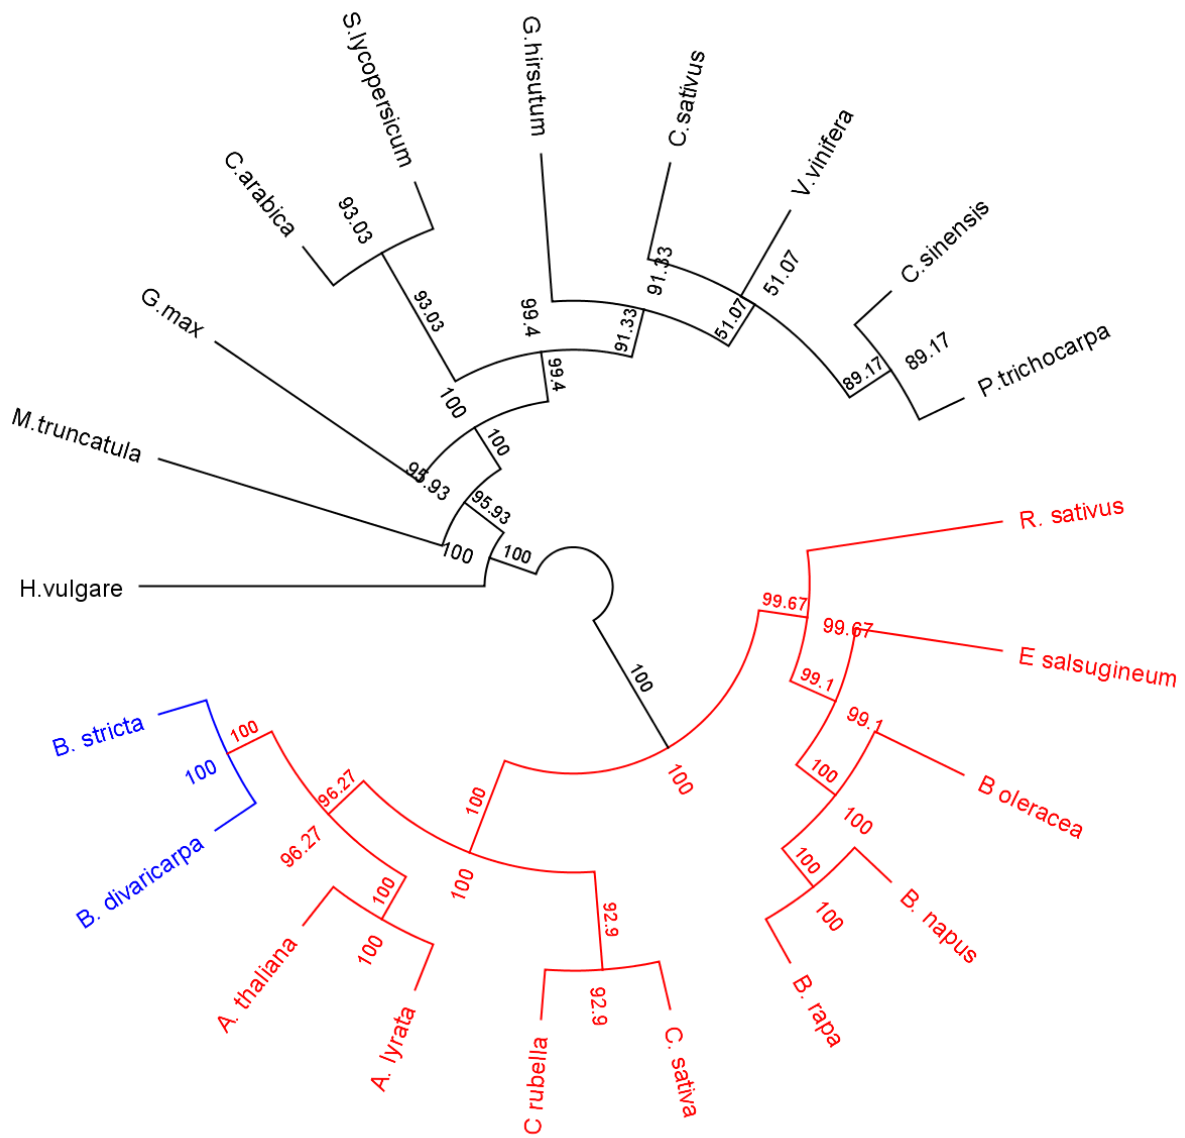 S.lycopersicum
G.hirsutum
C.sativus
V.vinifera
C.arabica
93.03
C.sinensis
91.33
51.07
G.max
93.03
99.4
91.33
51.07
89.17
89.17
P.trichocarpa
99.4
100
M.truncatula
100
95.93
95.93
R. sativus
100
100
H.vulgare
99.67
99.67
E salsugineum
100
99.1
99.1
B. stricta
100
100
100
100
B oleracea
96.27
100
100
B. divaricarpa
96.27
100
100
100
B. napus
100
92.9
100
A. thaliana
100
B. rapa
92.9
A. lyrata
C rubella
C. sativa